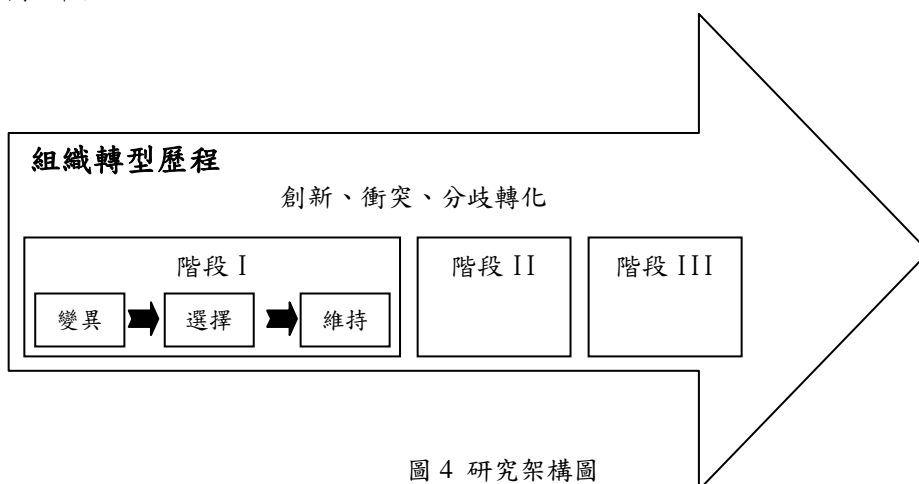 組織轉型歷程
創新、衝突、分歧轉化
階段 I
階段 II
階段 III
變異
選擇
維持
圖 4 研究架構圖